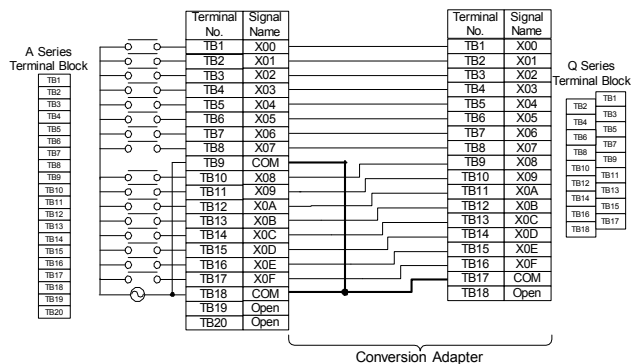 A Series
Terminal Block
TB1
TB2
TB3
TB4
TB5
TB6
TB7
TB8
TB9
TB10
TB11
TB12
TB13
TB14
TB15
TB16
TB17
TB18
TB19
TB20
Terminal No. Signal Name
TB1 X00
TB2 X01
TB3 X02
TB4 X03
TB5 X04
TB6 X05
TB7 X06
TB8 X07
TB9 COM
TB10 X08
TB11 X09
TB12 X0A
TB13 X0B
TB14 X0C
TB15 X0D
TB16 X0E
TB17 X0F
TB18 COM
TB19 Open
TB20 Open
Terminal No. Signal Name
TB1 X00
TB2 X01
TB3 X02
TB4 X03
TB5 X04
TB6 X05
TB7 X06
TB8 X07
TB9 X08
TB10 X09
TB11 X0A
TB12 X0B
TB13 X0C
TB14 X0D
TB15 X0E
TB16 X0F
TB17 COM
TB18 Open
Q Series
Terminal Block
TB1
TB2
TB3
TB4
TB5
TB6
TB7
TB8
TB9
TB10
TB11
TB12
TB13
TB14
TB15
TB16
TB17
TB18
Conversion Adapter